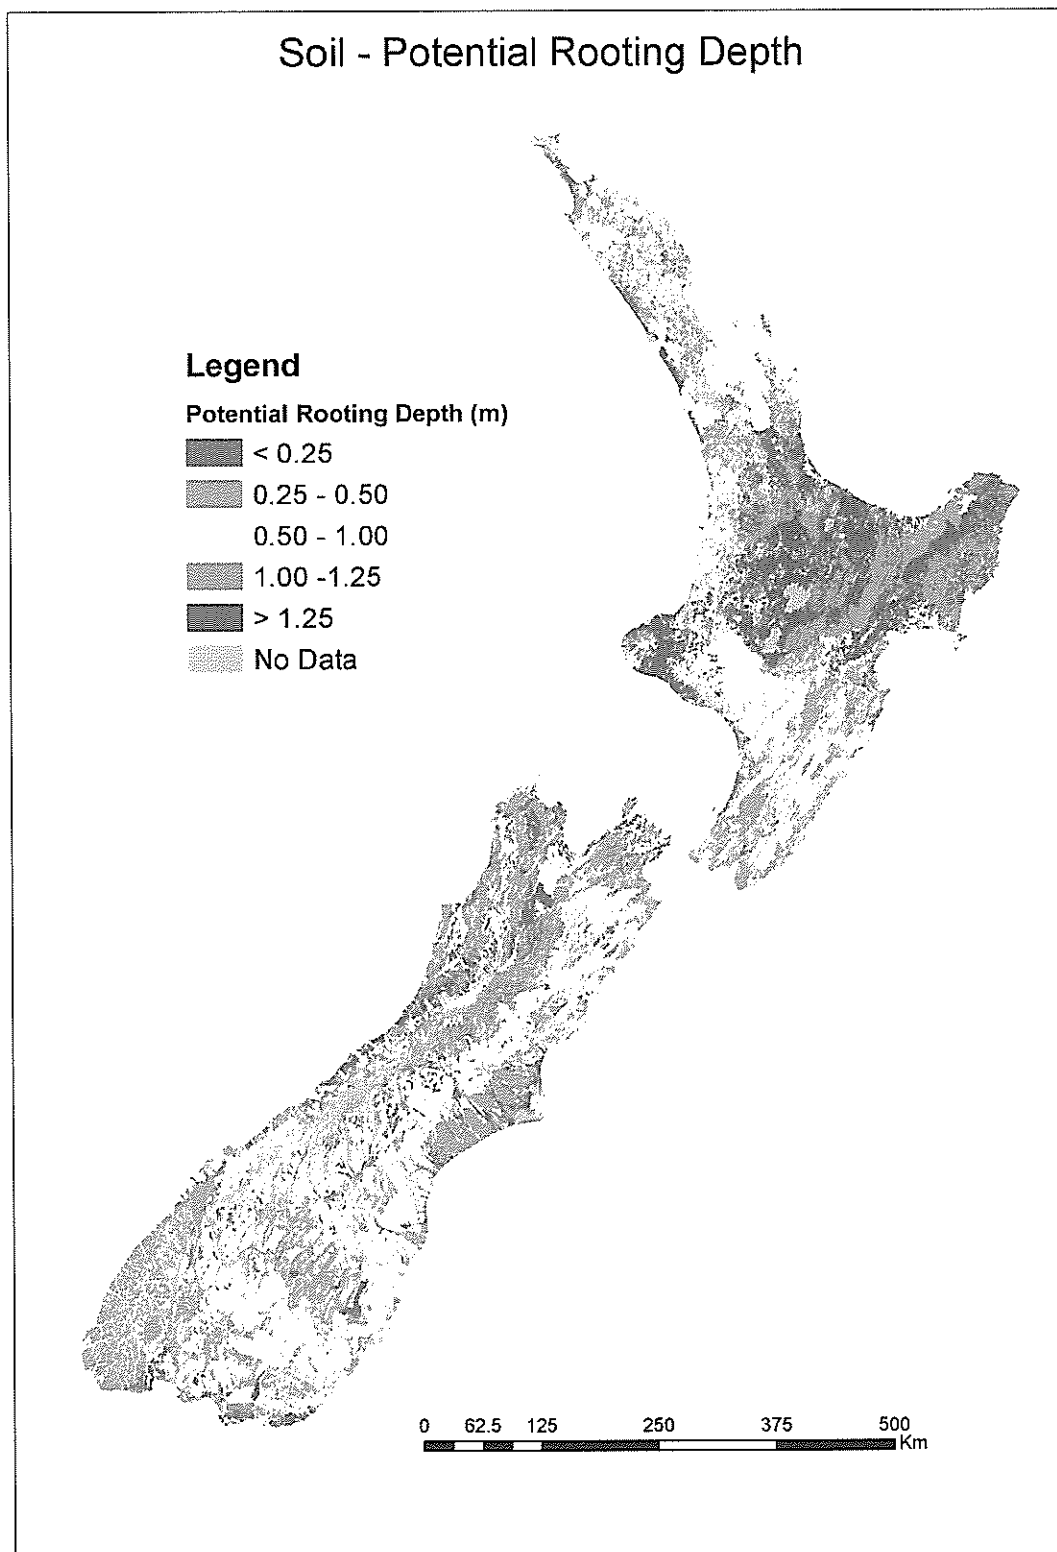 Soil - Potential Rooting Depth
Legend
Potential Rooting Depth (m)
< 0.25
0.25 - 0.50
0.50 - 1.00
1.00 -1.25
> 1.25
No Data
0 62.5 125 250 375 500
Km